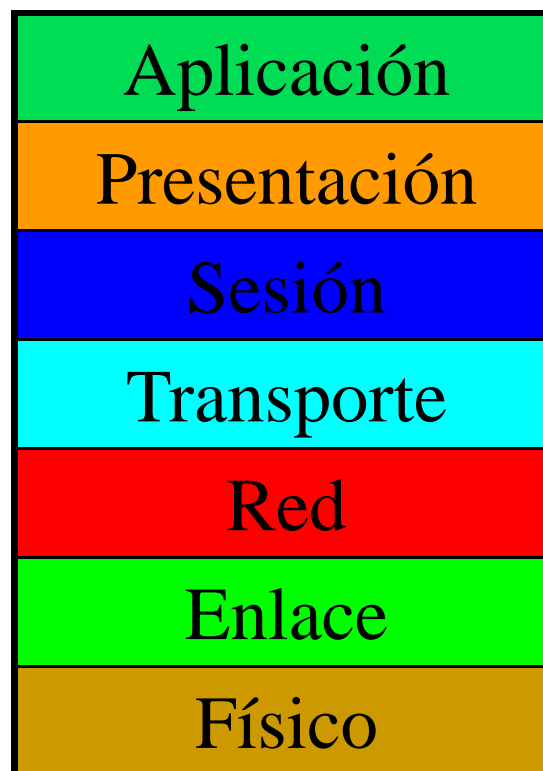 Aplicación
Presentación
Sesión
Transporte
Red
Enlace
Físico